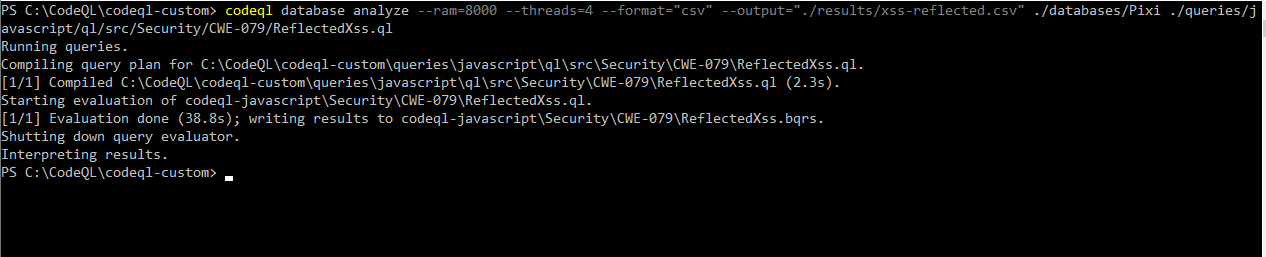 PS C:\CodeQL\codeql-custom> codeql database analyze --ram=8000 --threads=4 --format="csv" --output="./results/xss-reflected.csv" ./databases/Pixi ./queries/j
avascript/ql/src/Security/CWE-079/ReflectedXss.ql
Running queries.
Compiling query plan for C:\CodeQL\codeql-custom\queries\javascript\ql\src\Security\CWE-079\ReflectedXss.ql.
[1/1] Compiled C:\CodeQL\codeql-custom\queries\javascript\ql\src\Security\CWE-079\ReflectedXss.ql (2.3s).
Starting evaluation of codeql-javascript\Security\CWE-079\ReflectedXss.ql.
[1/1] Evaluation done (38.8s); writing results to codeql-javascript\Security\CWE-079\ReflectedXss.bqrs.
Shutting down query evaluator.
Interpreting results.
PS C:\CodeQL\codeql-custom>